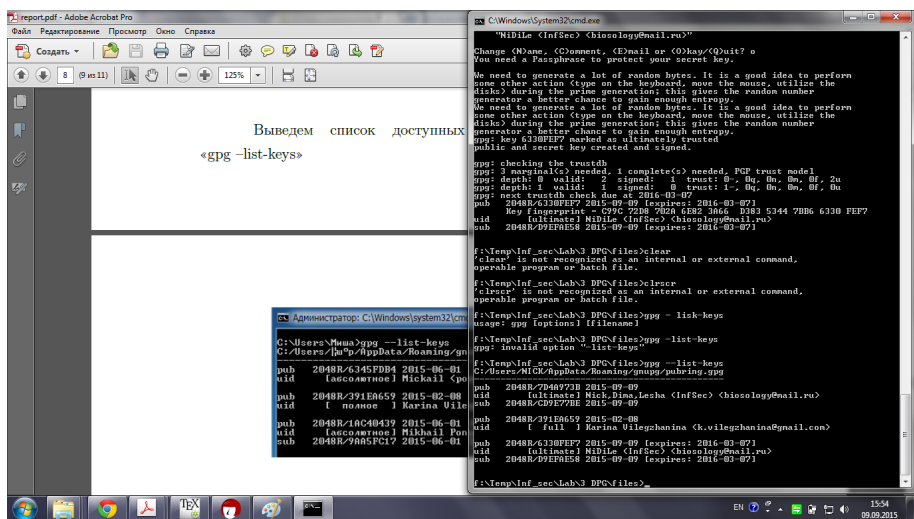 report.pdf - Adobe Acrobat Pro
Файл Редактирование Просмотр Окно Справка
Создать
8 (9 из 11) 125%
Выведем список доступных
«gpg –list-keys»
Администратор: C:\Windows\system32\cm
C:\Users\Миша>gpg --list-keys
pub 2048R/6345FDB4 2015-06-01
uid [абсолютное] Mickail <po
pub 2048R/391EA659 2015-02-08
uid [ полное ] Karina Vile
pub 2048R/1AC40439 2015-06-01
uid [абсолютное] Mikhail Pon
sub 2048R/9AA5FC17 2015-06-01
C:\Windows\System32\cmd.exe
"NiDiLe (InfSec) <biosology@mail.ru>"
Change (N)ame, (C)omment, (E)mail or (O)kay/(Q)uit? o
You need a Passphrase to protect your secret key.
We need to generate a lot of random bytes. It is a good idea to perform
some other action (type on the keyboard, move the mouse, utilize the
disks) during the prime generation; this gives the random number
generator a better chance to gain enough entropy.
We need to generate a lot of random bytes. It is a good idea to perform
some other action (type on the keyboard, move the mouse, utilize the
disks) during the prime generation; this gives the random number
generator a better chance to gain enough entropy.
gpg: key 6330FEF7 marked as ultimately trusted
public and secret key created and signed.
gpg: checking the trustdb
gpg: 3 marginal(s) needed, 1 complete(s) needed, PGP trust model
gpg: depth: 0 valid: 2 signed: 1 trust: 0-, 0q, 0n, 0m, 0f, 2u
gpg: depth: 1 valid: 1 signed: 0 trust: 1-, 0q, 0n, 0m, 0f, 0u
gpg: next trustdb check due at 2016-03-07
pub 2048R/6330FEF7 2015-09-09 [expires: 2016-03-07]
Key fingerprint = C99C 72D8 702A 6E82 3A66 D383 5344 7BB6 6330 FEF7
uid [ultimate] NiDiLe (InfSec) <biosology@mail.ru>
sub 2048R/D9EFAE58 2015-09-09 [expires: 2016-03-07]
f:\Temp\Inf_sec\Lab\3 DPG\files>clear
'clear' is not recognized as an internal or external command,
operable program or batch file.
f:\Temp\Inf_sec\Lab\3 DPG\files>clrscr
'clrscr' is not recognized as an internal or external command,
operable program or batch file.
f:\Temp\Inf_sec\Lab\3 DPG\files>gpg - lisk-keys
usage: gpg [options] [filename]
f:\Temp\Inf_sec\Lab\3 DPG\files>gpg -list-keys
gpg: invalid option "-list-keys"
f:\Temp\Inf_sec\Lab\3 DPG\files>gpg --list-keys
C:/Users/NICK/AppData/Roaming/gnupg/pubring.gpg
pub 2048R/7D4A973B 2015-09-09
uid [ultimate] Nick,Dima,Lesha (InfSec) <biosology@mail.ru>
sub 2048R/CD9E77BE 2015-09-09
pub 2048R/391EA659 2015-02-08
uid [ full ] Karina Vilegzhanina <k.vilegzhanina@gmail.com>
pub 2048R/6330FEF7 2015-09-09 [expires: 2016-03-07]
uid [ultimate] NiDiLe (InfSec) <biosology@mail.ru>
sub 2048R/D9EFAE58 2015-09-09 [expires: 2016-03-07]
f:\Temp\Inf_sec\Lab\3 DPG\files>_
EN
15:54
09.09.2015